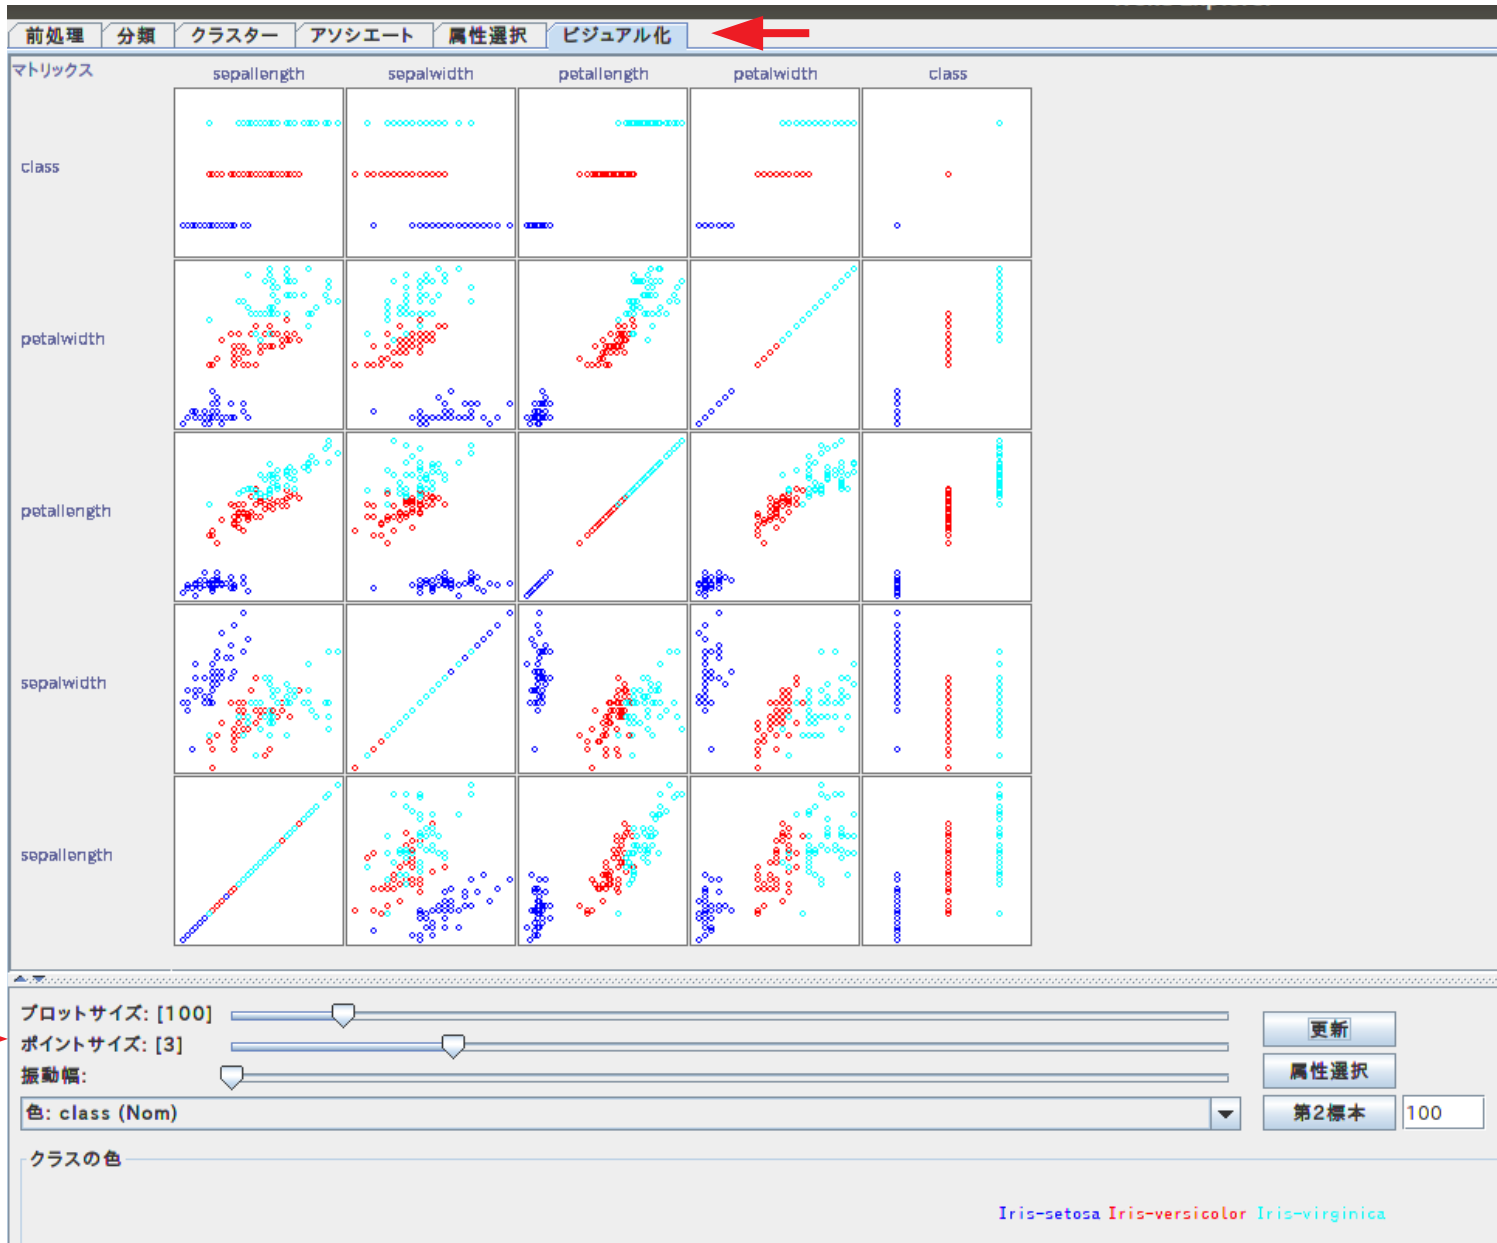 前処理 分類 クラスター アソシエート 属性選択 ビジュアル化
マトリックス sepallength sepalwidth petallength petalwidth class
class
petalwidth
petallength
sepalwidth
sepallength
プロットサイズ: [100]
更新
ポイントサイズ: [3]
振動幅:
属性選択
色: class (Nom)
第2標本 100
クラスの色
Iris-setosa Iris-versicolor Iris-virginica